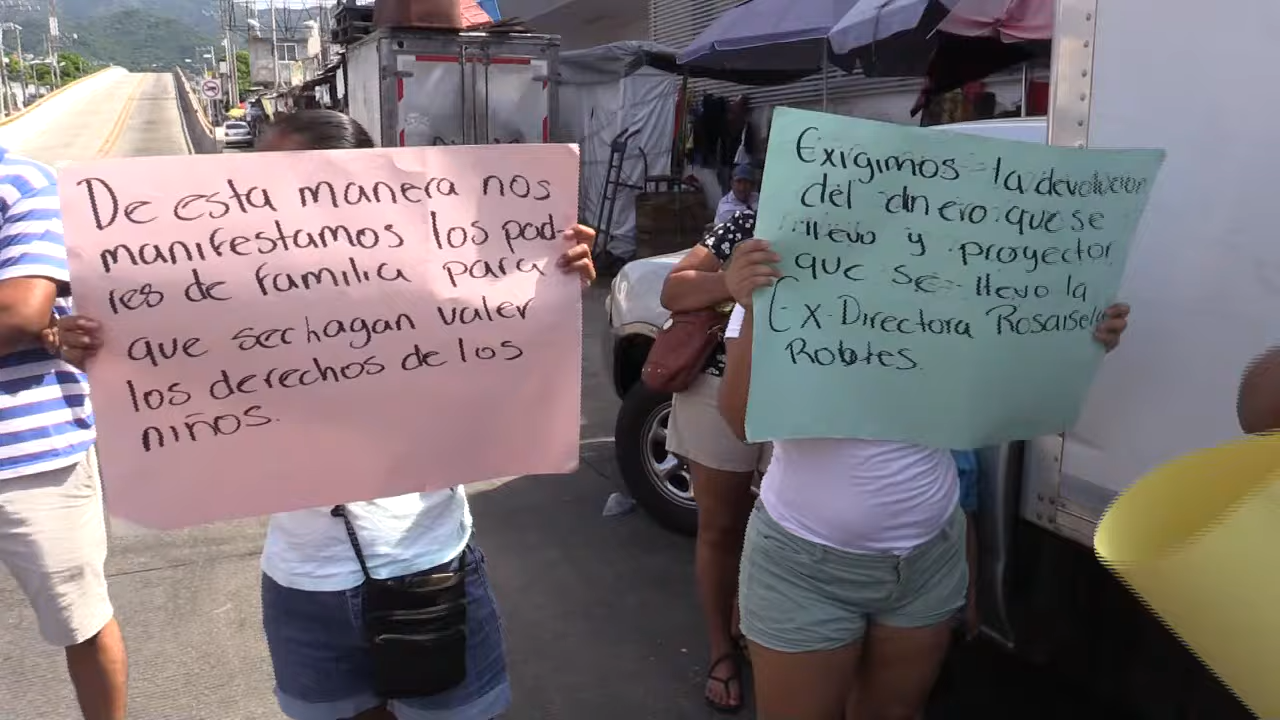 De esta manera nos
manifestamos los pad-
res de familia para
que sec hagan valer
los derechos de los
niños.
Exigimos la devolucion
del dinero que se
llevo y proyector
que se llevo la
Ex-Directora Rosaisela
Robles.